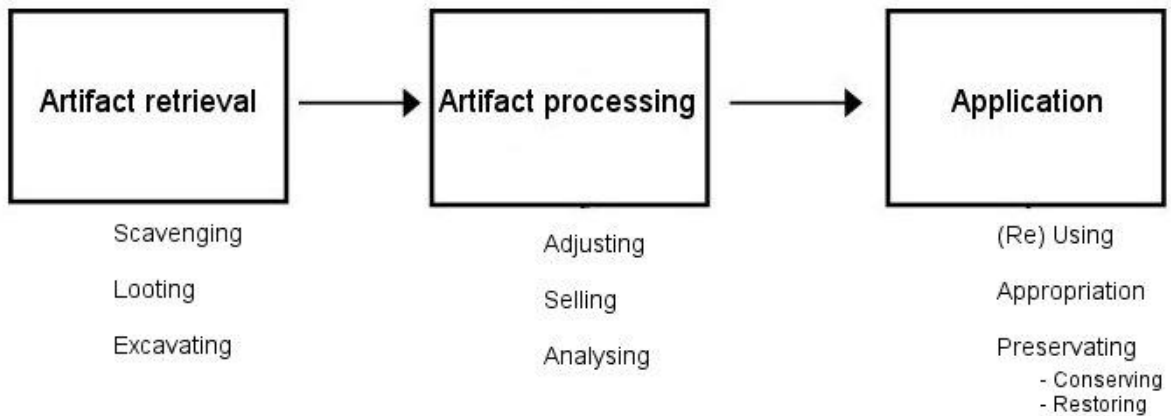 Artifact retrieval
Artifact processing
Application
Scavenging
Looting
Excavating
Adjusting
Selling
Analysing
(Re) Using
Appropriation
Preservating
- Conserving
- Restoring